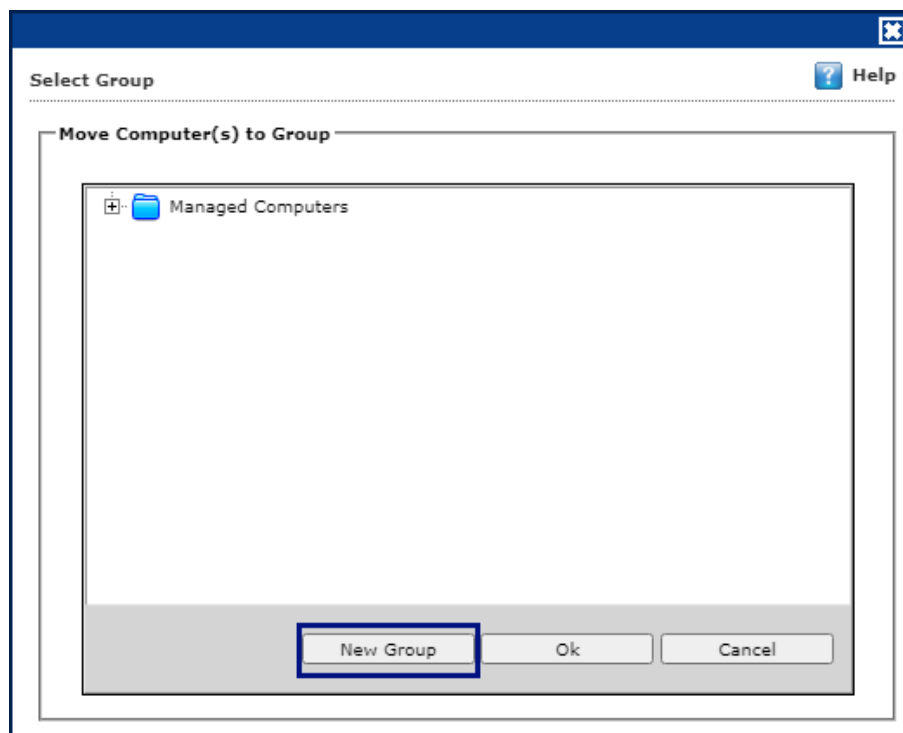 Select Group
? Help
Move Computer(s) to Group
Managed Computers
New Group
Ok
Cancel